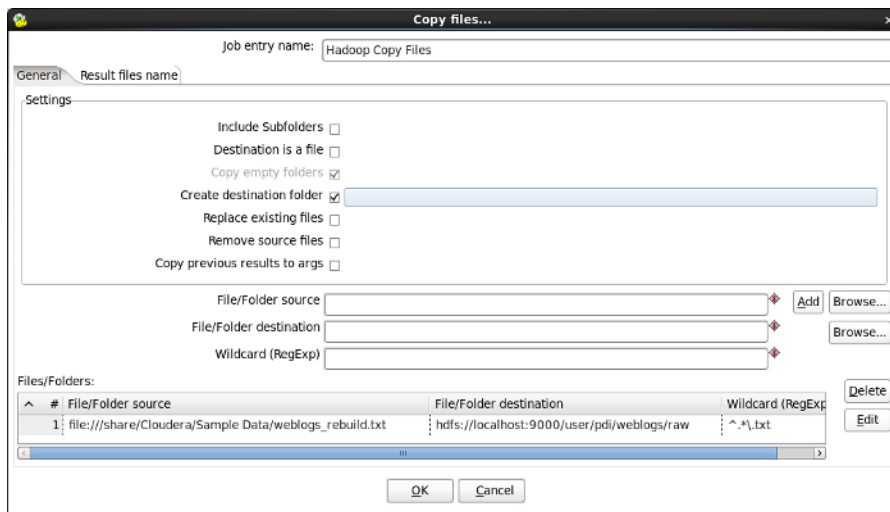 Copy files...
Job entry name: Hadoop Copy Files
General Result files name
Settings
Include Subfolders
Destination is a file
Copy empty folders
Create destination folder
Replace existing files
Remove source files
Copy previous results to args
File/Folder source Add Browse...
File/Folder destination Browse...
Wildcard (RegExp)
Files/Folders:
# File/Folder source File/Folder destination Wildcard (RegExp Delete
1 file:///share/Cloudera/Sample Data/weblogs_rebuild.txt hdfs://localhost:9000/user/pdi/weblogs/raw ^.*\.txt Edit
OK Cancel